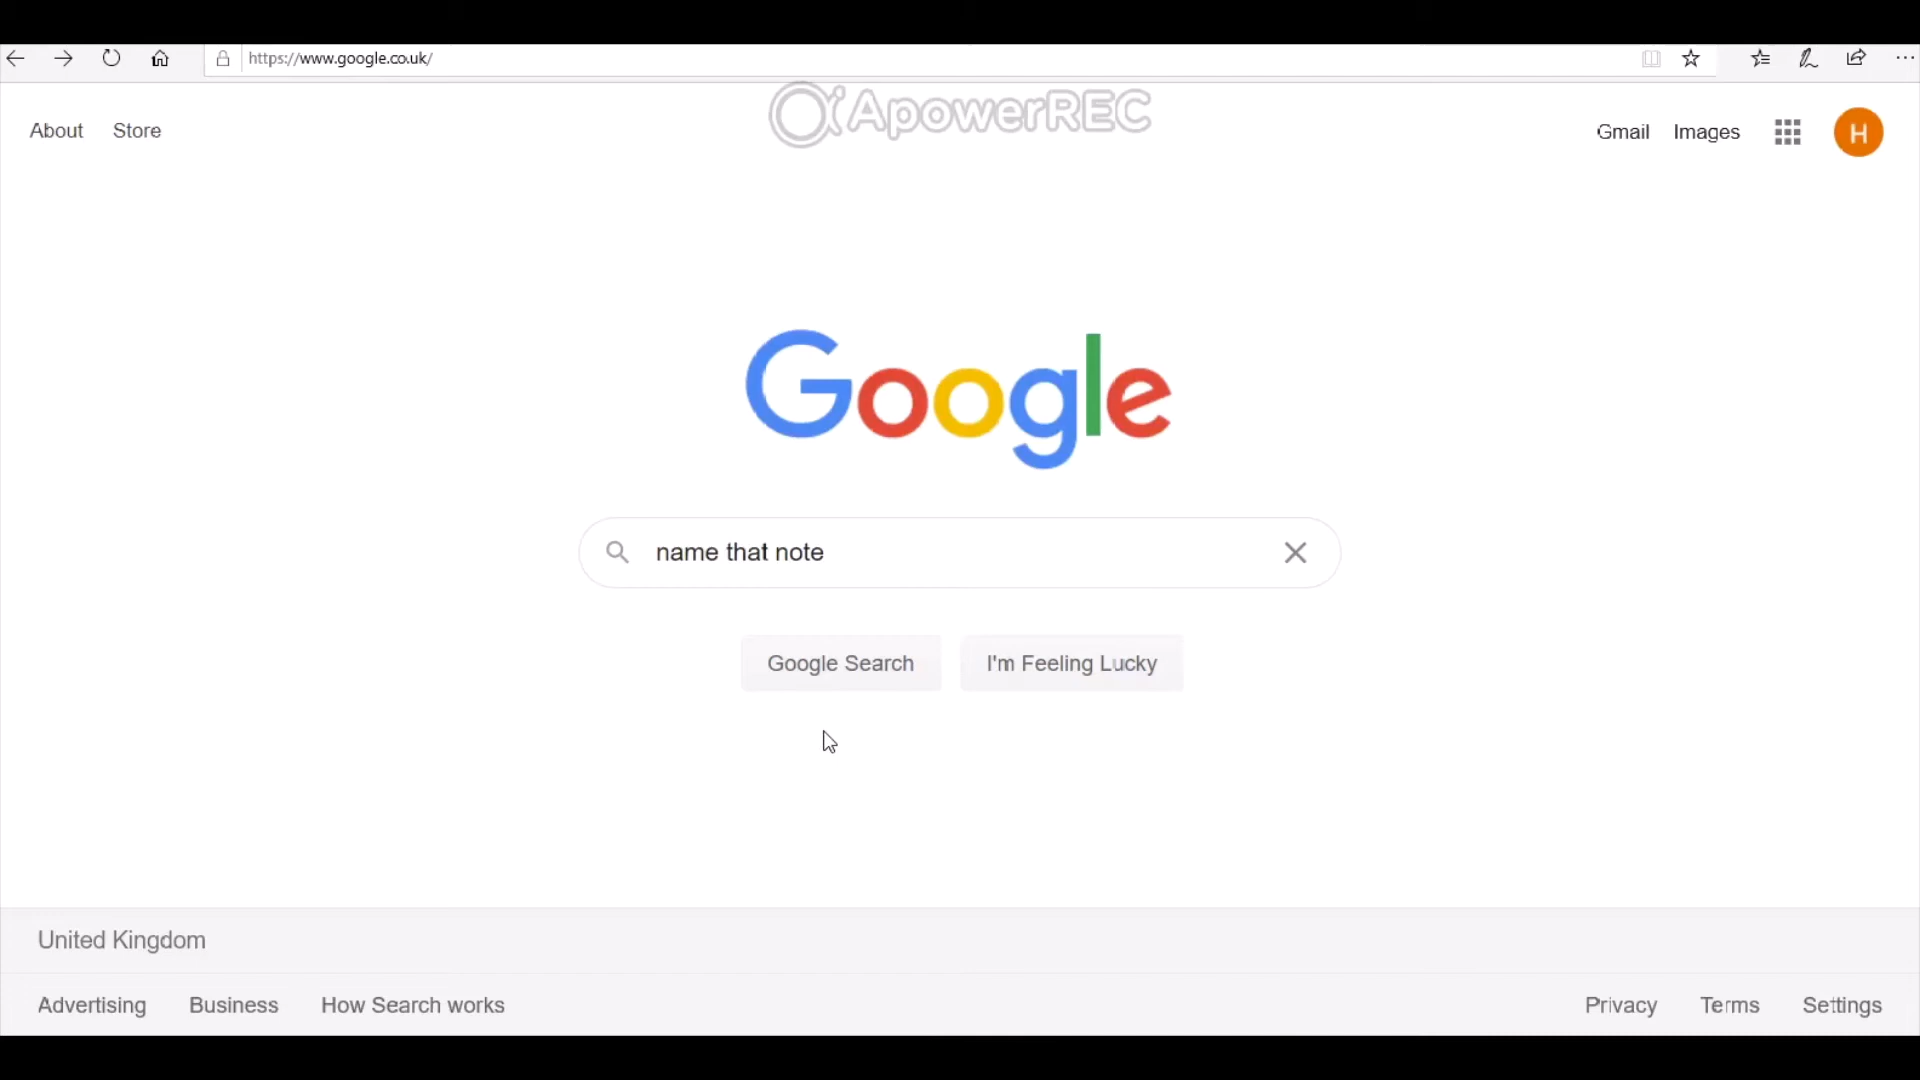 https://www.google.co.uk/
ApowerREC
About Store
Gmail Images
H
Google
name that note
Google Search I'm Feeling Lucky
United Kingdom
Advertising Business How Search works
Privacy Terms Settings